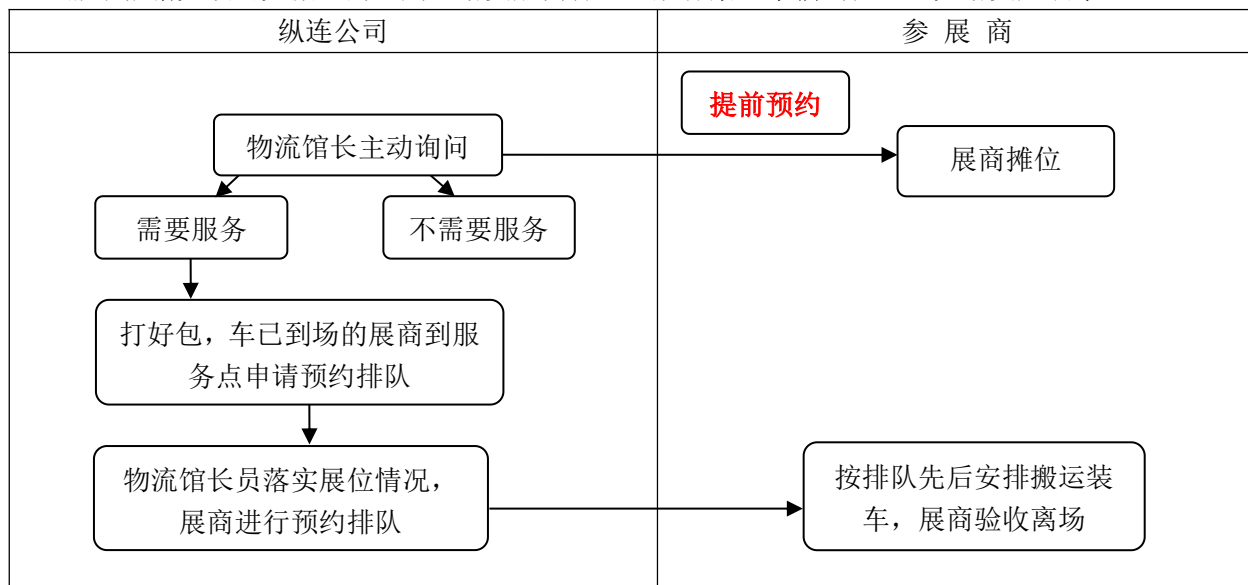 纵连公司
参 展 商
提前预约
物流馆长主动询问
展商摊位
需要服务
不需要服务
打好包，车已到场的展商到服
务点申请预约排队
物流馆长员落实展位情况，
展商进行预约排队
按排队先后安排搬运装
车，展商验收离场